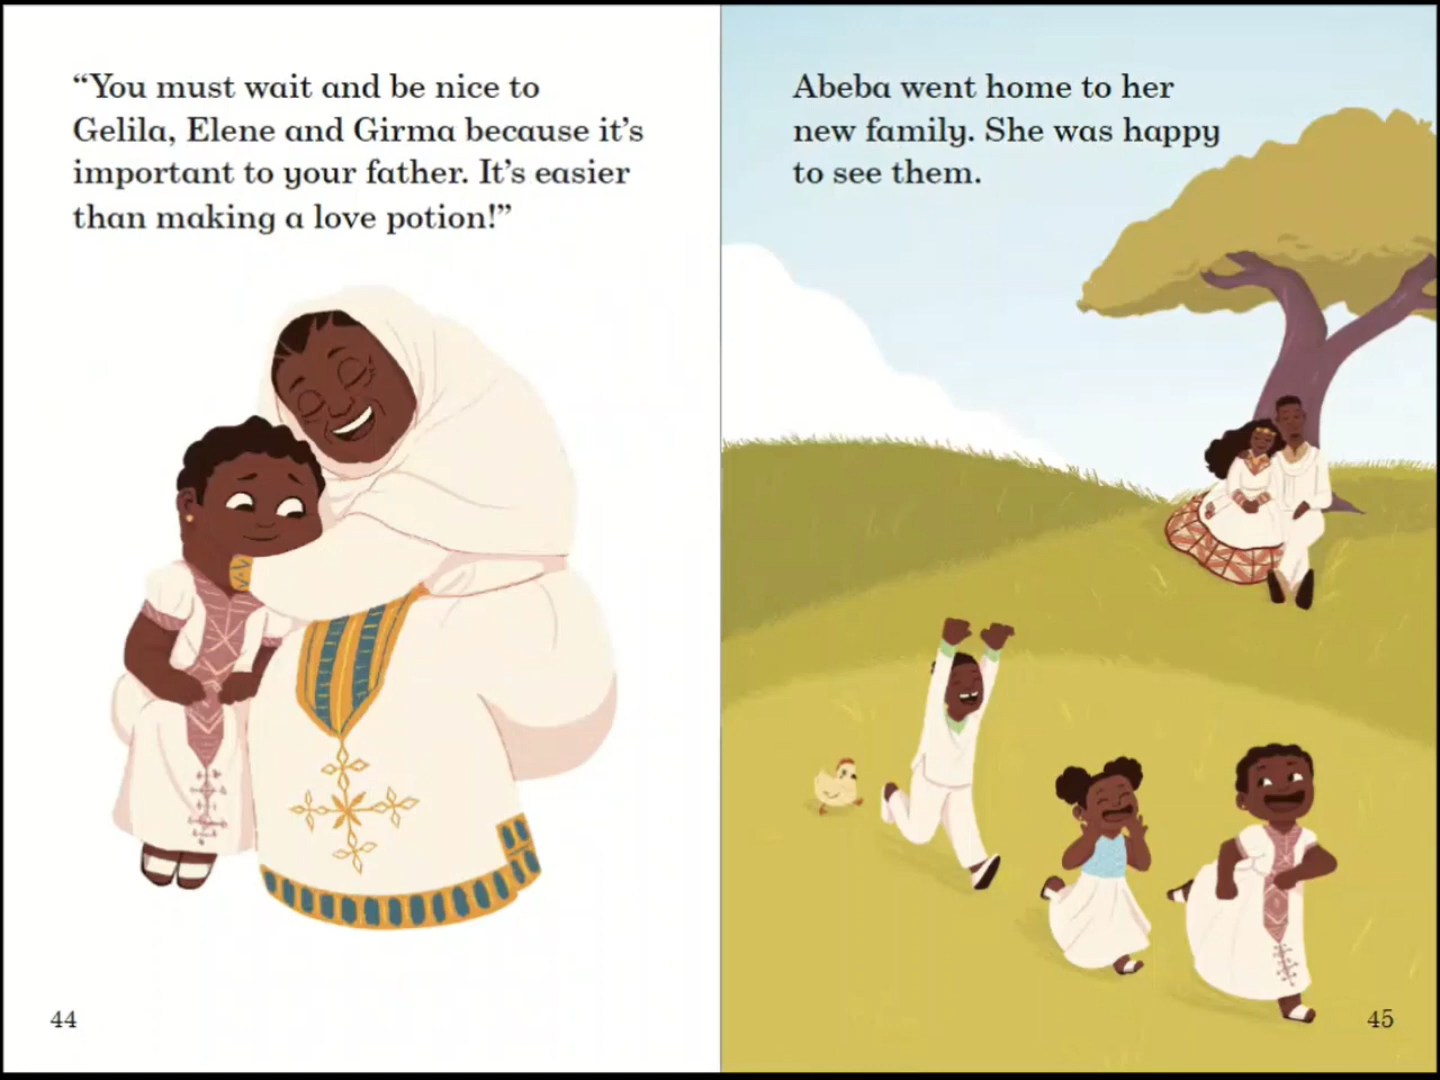 “You must wait and be nice to
Gelila, Elene and Girma because it’s
important to your father. It’s easier
than making a love potion!”
44
Abeba went home to her
new family. She was happy
to see them.
45